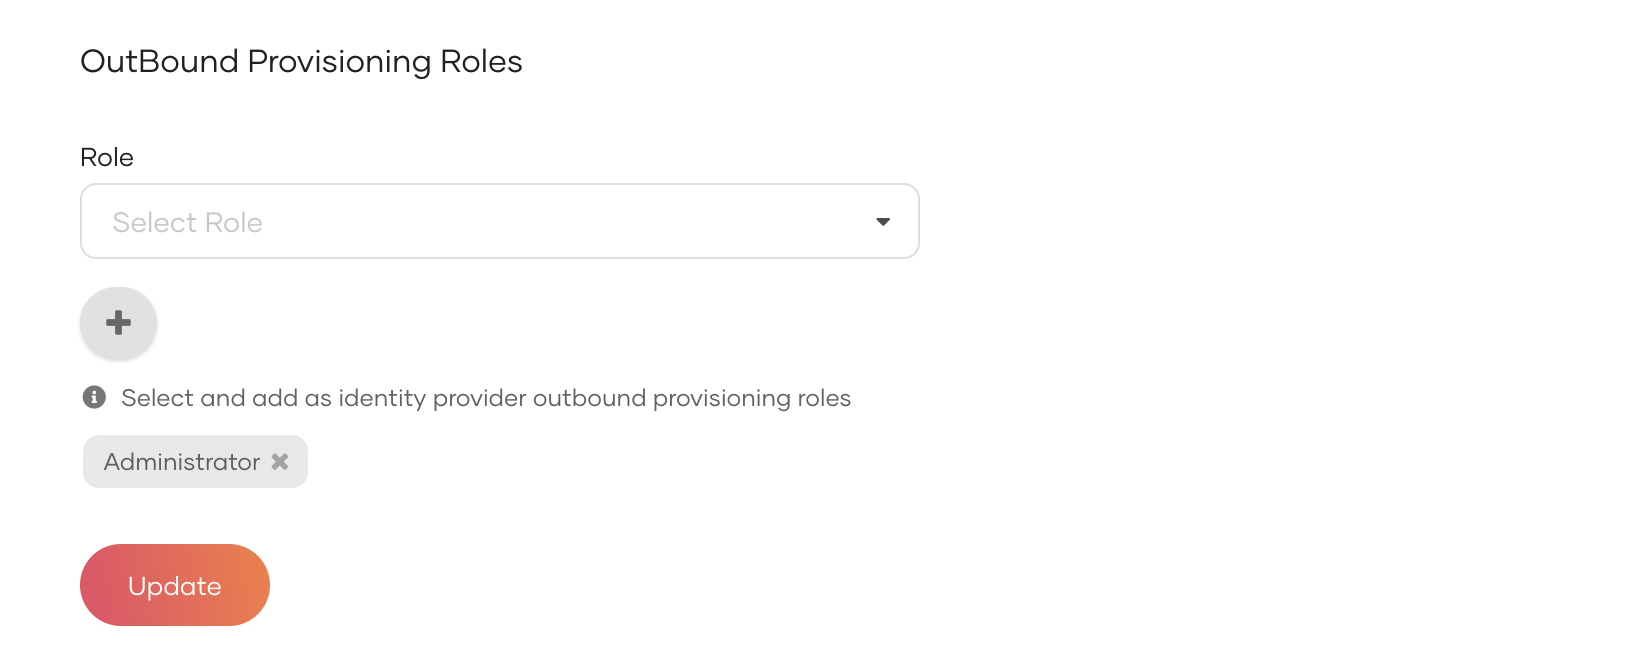 OutBound Provisioning Roles
Role
Select Role
Select and add as identity provider outbound provisioning roles
Administrator
Update